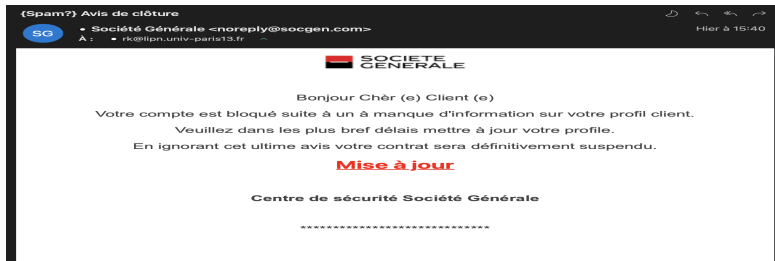 {Spam?} Avis de clôture
SG
Société Générale <noreply@socgen.com>
Hier à 15:40
À : rk@lipn.univ-paris13.fr
SOCIETE
GENERALE
Bonjour Chèr (e) Client (e)
Votre compte est bloqué suite à un à manque d'information sur votre profil client.
Veuillez dans les plus bref délais mettre à jour votre profile.
En ignorant cet ultime avis votre contrat sera définitivement suspendu.
Mise à jour
Centre de sécurité Société Générale
*****************************